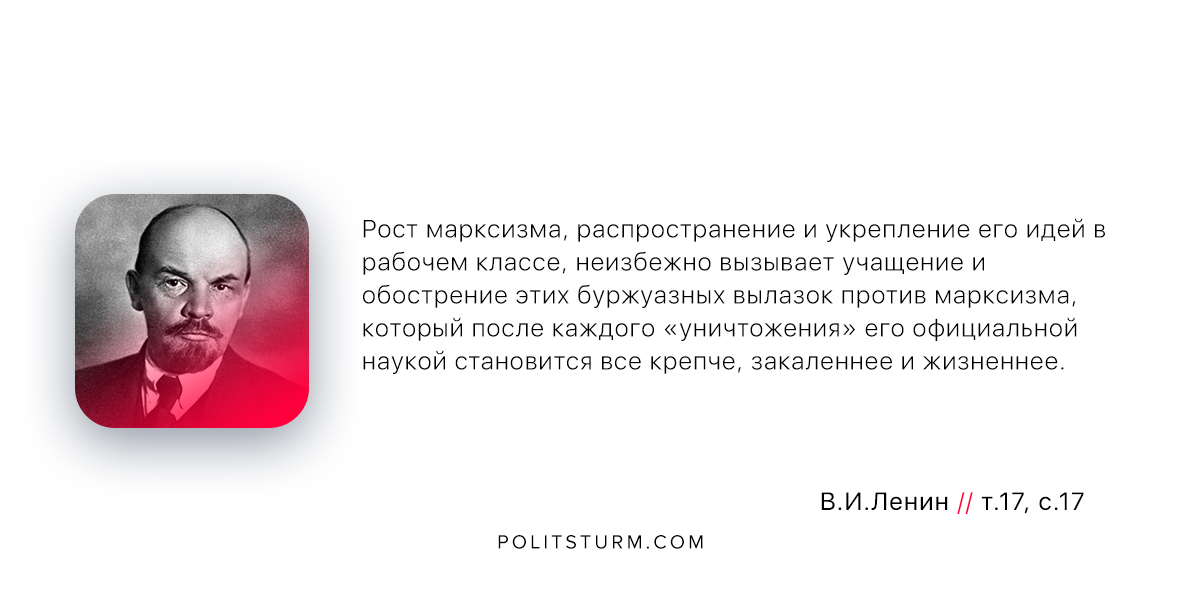 Рост марксизма, распространение и укрепление его идей в
рабочем классе, неизбежно вызывает учащение и
обострение этих буржуазных вылазок против марксизма,
который после каждого «уничтожения» его официальной
наукой становится все крепче, закаленнее и жизненнее.
В.И.Ленин // т.17, с.17
POLITSTURM.COM